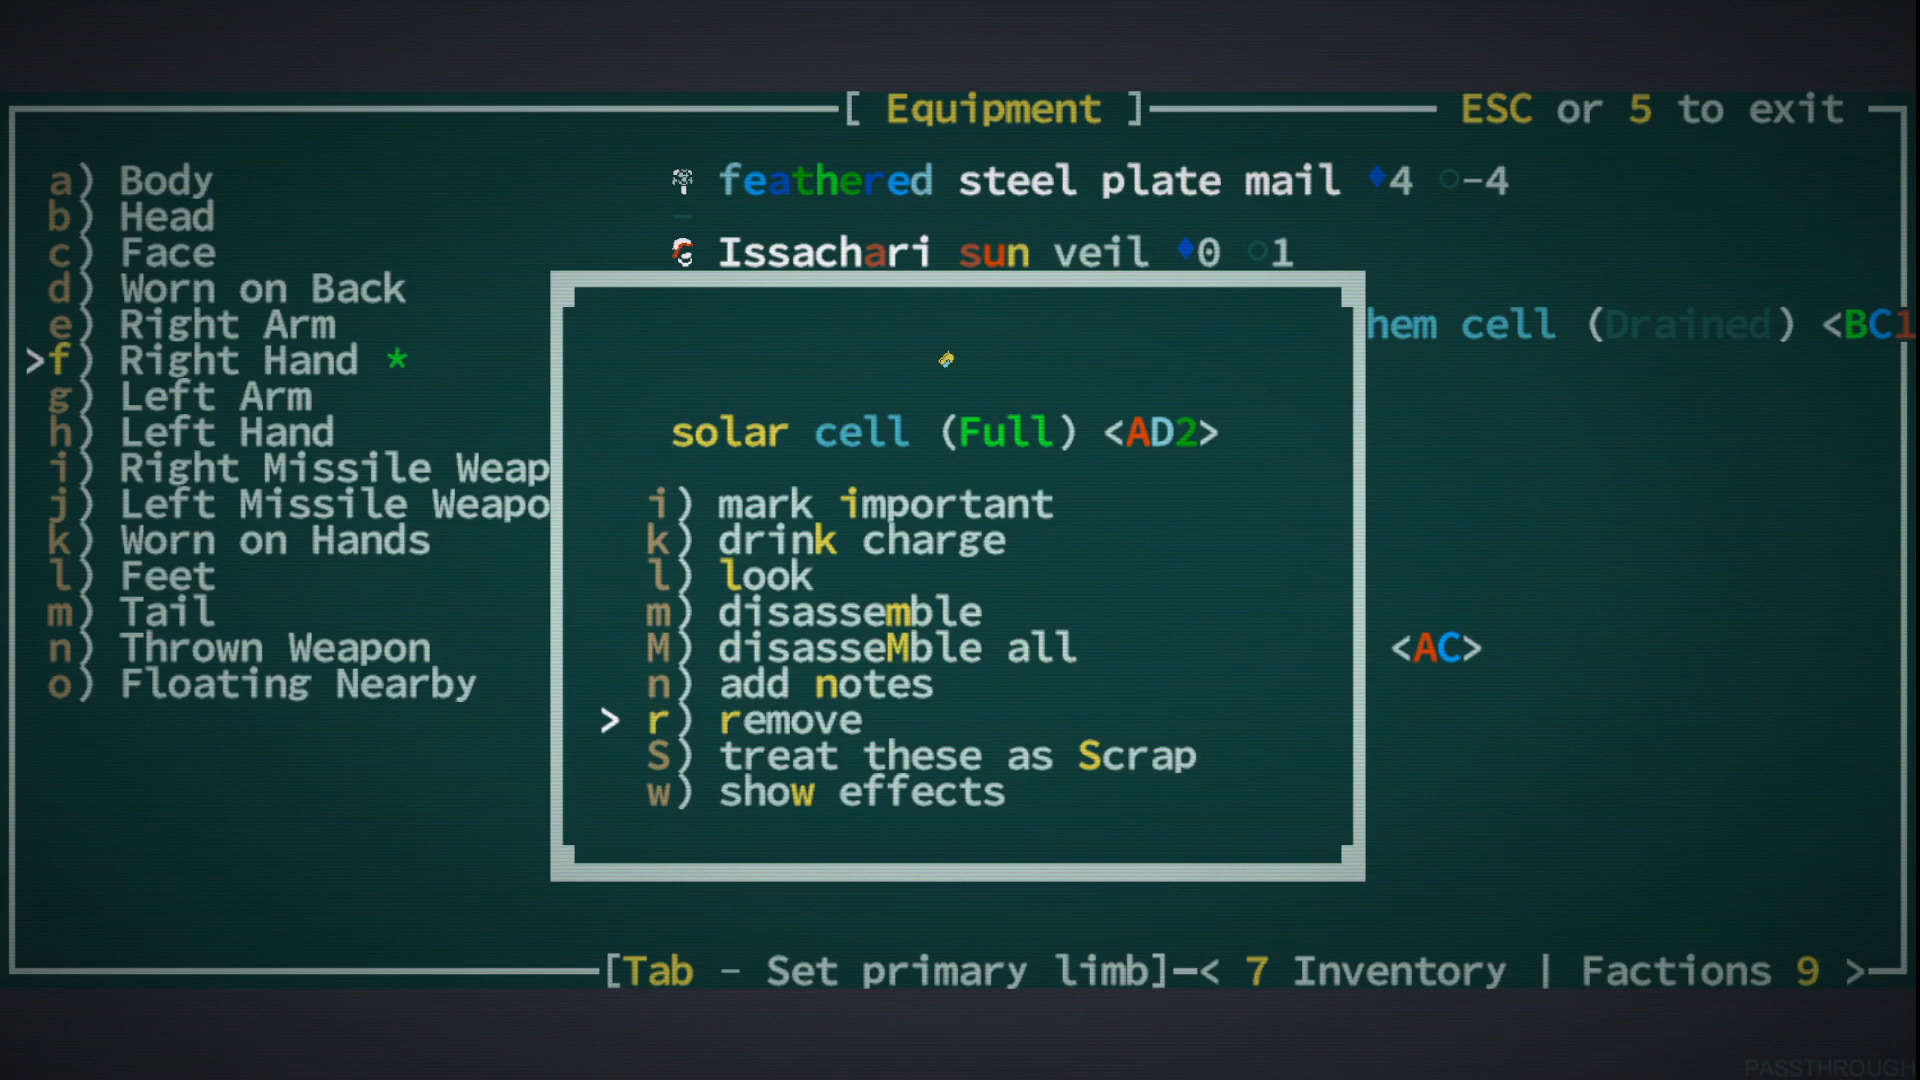 [ Equipment ] ESC or 5 to exit
a) Body feathered steel plate mail ♦4 ○-4
b) Head -
c) Face Issachari sun veil ♦0 ○1
d) Worn on Back
e) Right Arm hem cell (Drained) <BC1
>f) Right Hand *
g) Left Arm
h) Left Hand
i) Right Missile Weap
j) Left Missile Weapo
k) Worn on Hands
l) Feet
m) Tail
n) Thrown Weapon <AC>
o) Floating Nearby
solar cell (Full) <AD2>
i) mark important
k) drink charge
l) look
m) disassemble
M) disasseMble all
n) add notes
> r) remove
S) treat these as Scrap
w) show effects
[Tab - Set primary limb] < 7 Inventory | Factions 9 >
PASSTHROUGH